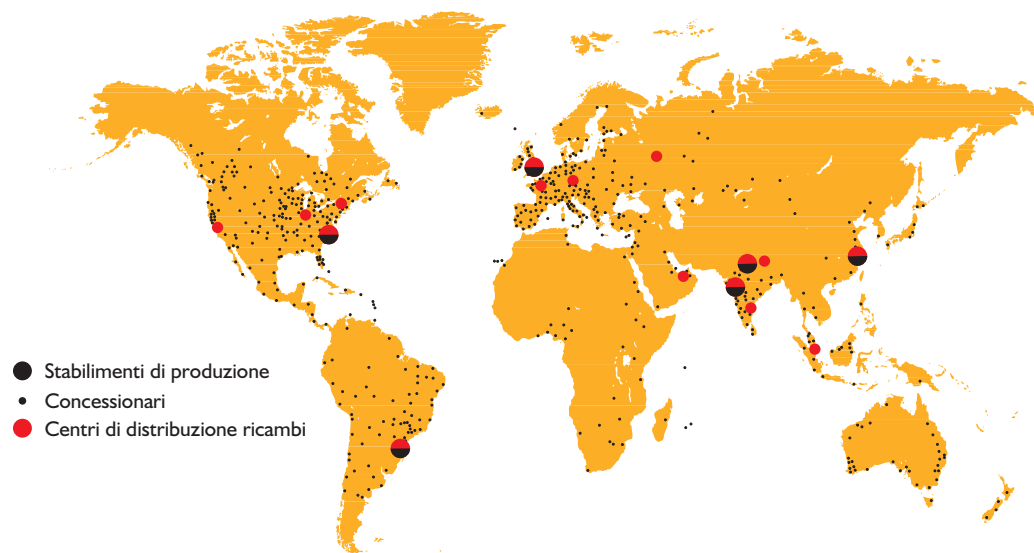 Stabilimenti di produzione
Concessionari
Centri di distribuzione ricambi